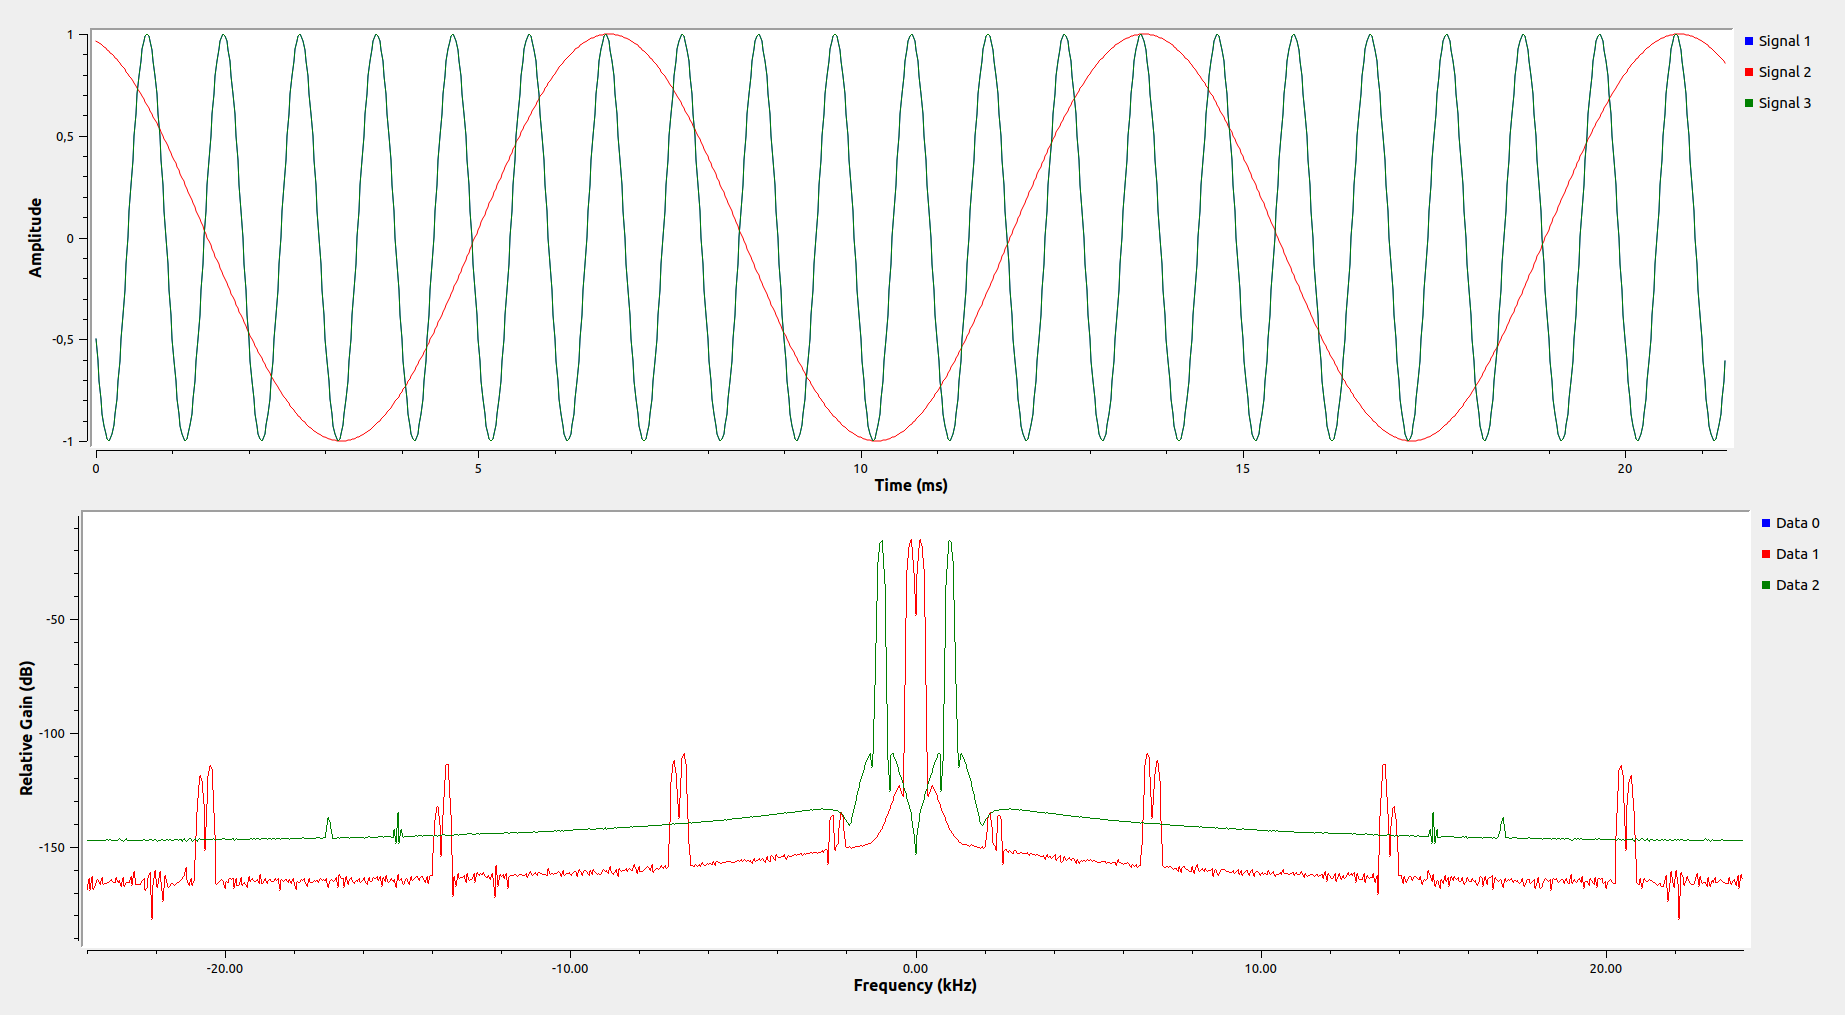 1
0,5
0
-0,5
-1
Amplitude
0
5
10
15
20
Time (ms)
Signal 1
Signal 2
Signal 3
-50
-100
-150
Relative Gain (dB)
-20.00
-10.00
0.00
10.00
20.00
Frequency (kHz)
Data 0
Data 1
Data 2